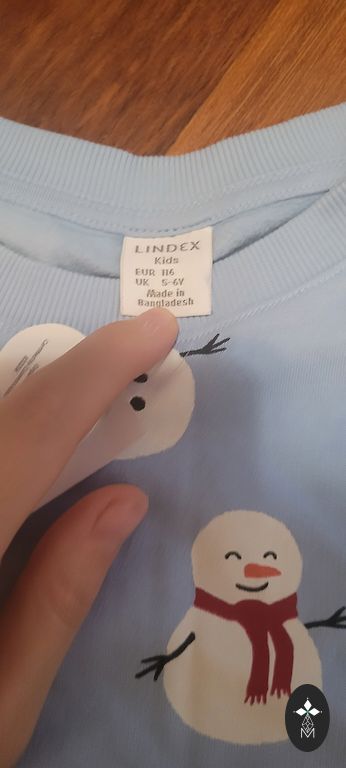 LINDEX
Kids
EUR 116
UK 5-6Y
Made in
Bangladesh
M